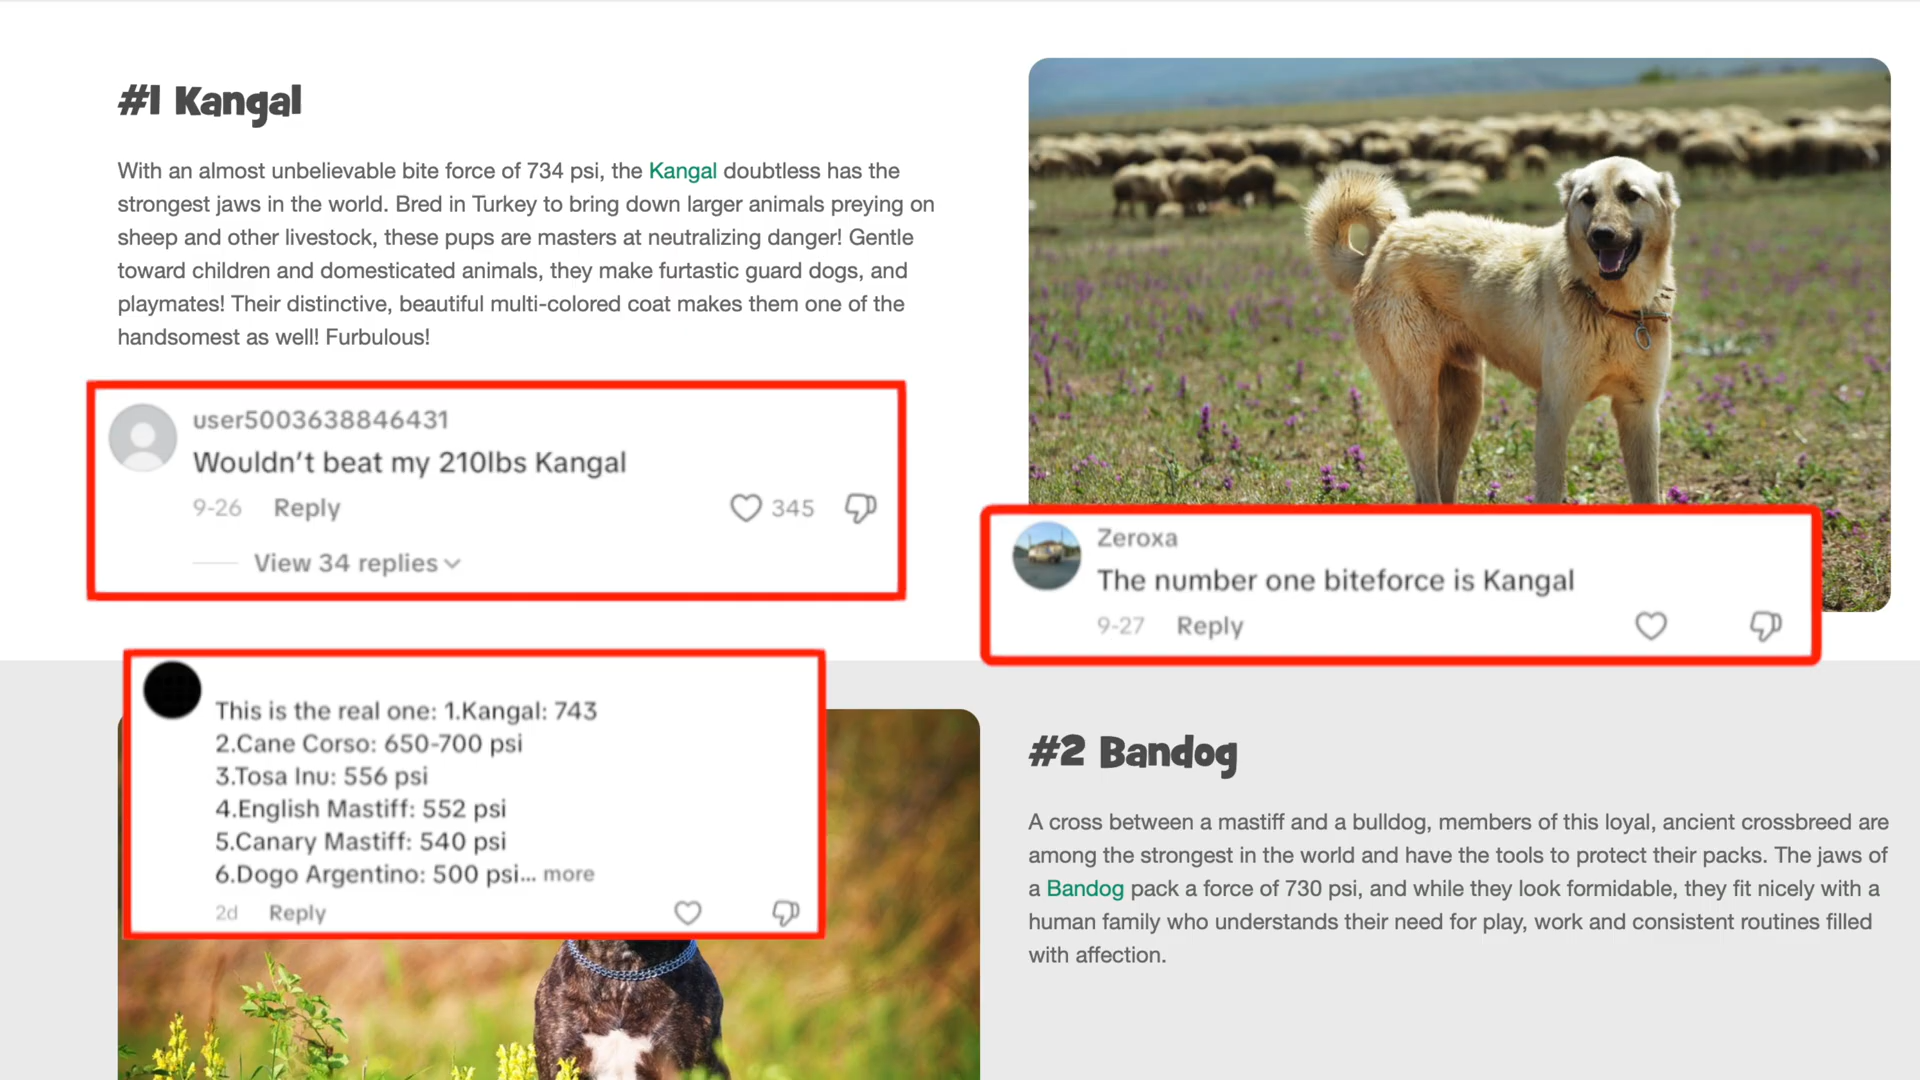 #1 Kangal
With an almost unbelievable bite force of 734 psi, the Kangal doubtless has the
strongest jaws in the world. Bred in Turkey to bring down larger animals preying on
sheep and other livestock, these pups are masters at neutralizing danger! Gentle
toward children and domesticated animals, they make furtastic guard dogs, and
playmates! Their distinctive, beautiful multi-colored coat makes them one of the
handsomest as well! Furbulous!
user5003638846431
Wouldn't beat my 210lbs Kangal
9-26 Reply
345
View 34 replies
Zeroxa
The number one biteforce is Kangal
9-27 Reply
This is the real one: 1.Kangal: 743
2.Cane Corso: 650-700 psi
3.Tosa Inu: 556 psi
4.English Mastiff: 552 psi
5.Canary Mastiff: 540 psi
6.Dogo Argentino: 500 psi... more
2d Reply
#2 Bandog
A cross between a mastiff and a bulldog, members of this loyal, ancient crossbreed are
among the strongest in the world and have the tools to protect their packs. The jaws of
a Bandog pack a force of 730 psi, and while they look formidable, they fit nicely with a
human family who understands their need for play, work and consistent routines filled
with affection.